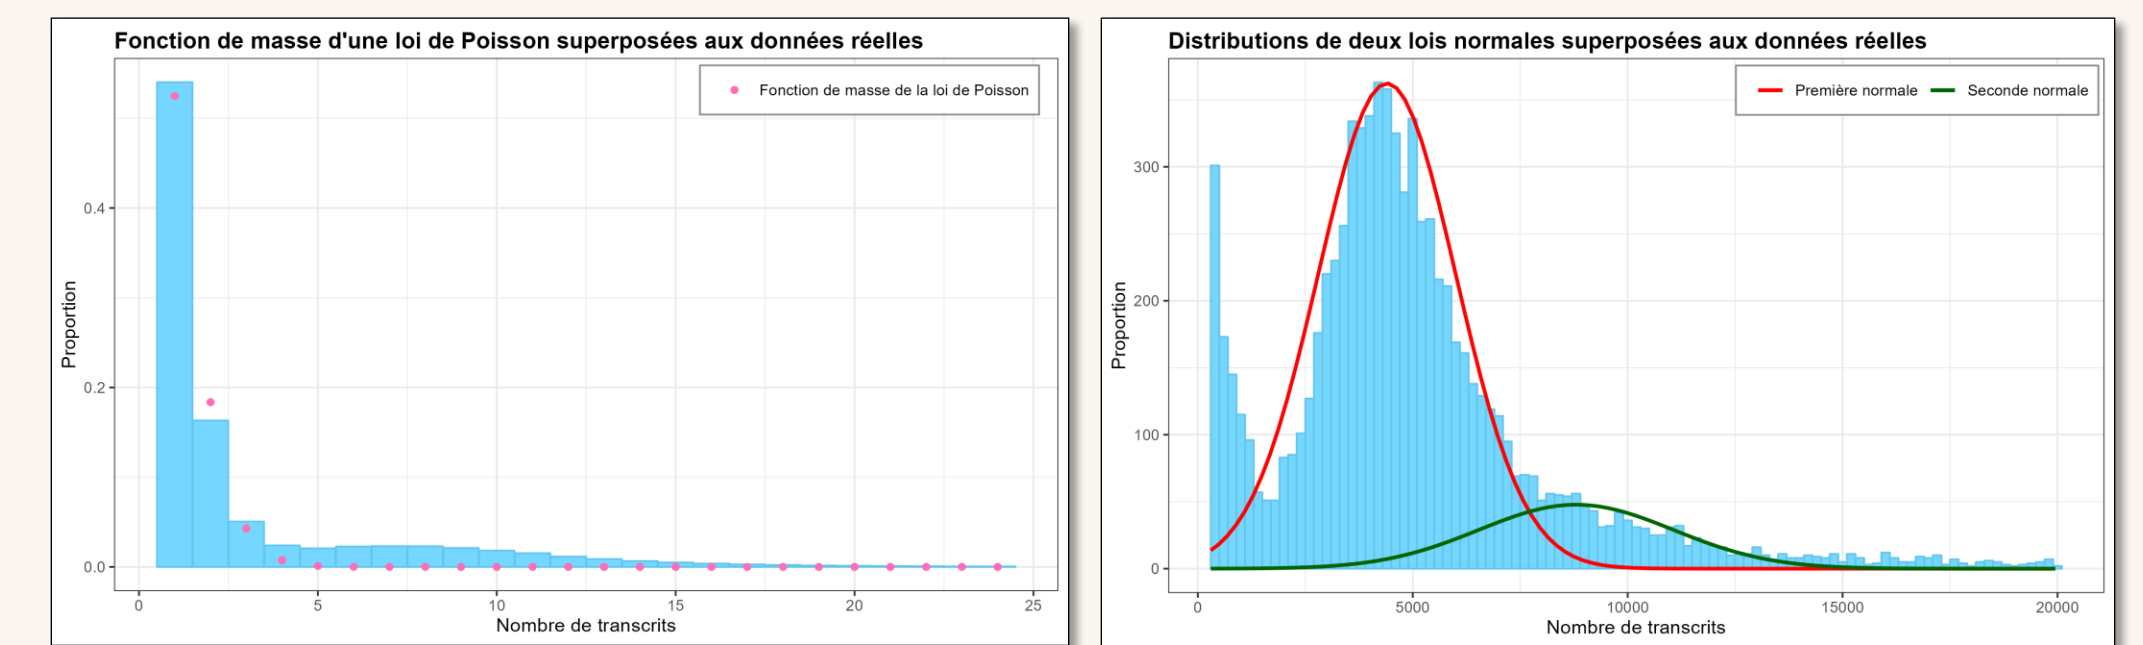 Fonction de masse d'une loi de Poisson superposées aux données réelles
Fonction de masse de la loi de Poisson
Proportion
0.4
0.2
0.0
0 5 10 15 20 25
Nombre de transcrits
Distributions de deux lois normales superposées aux données réelles
Première normale Seconde normale
Proportion
300
200
100
0
0 5000 10000 15000 20000
Nombre de transcrits